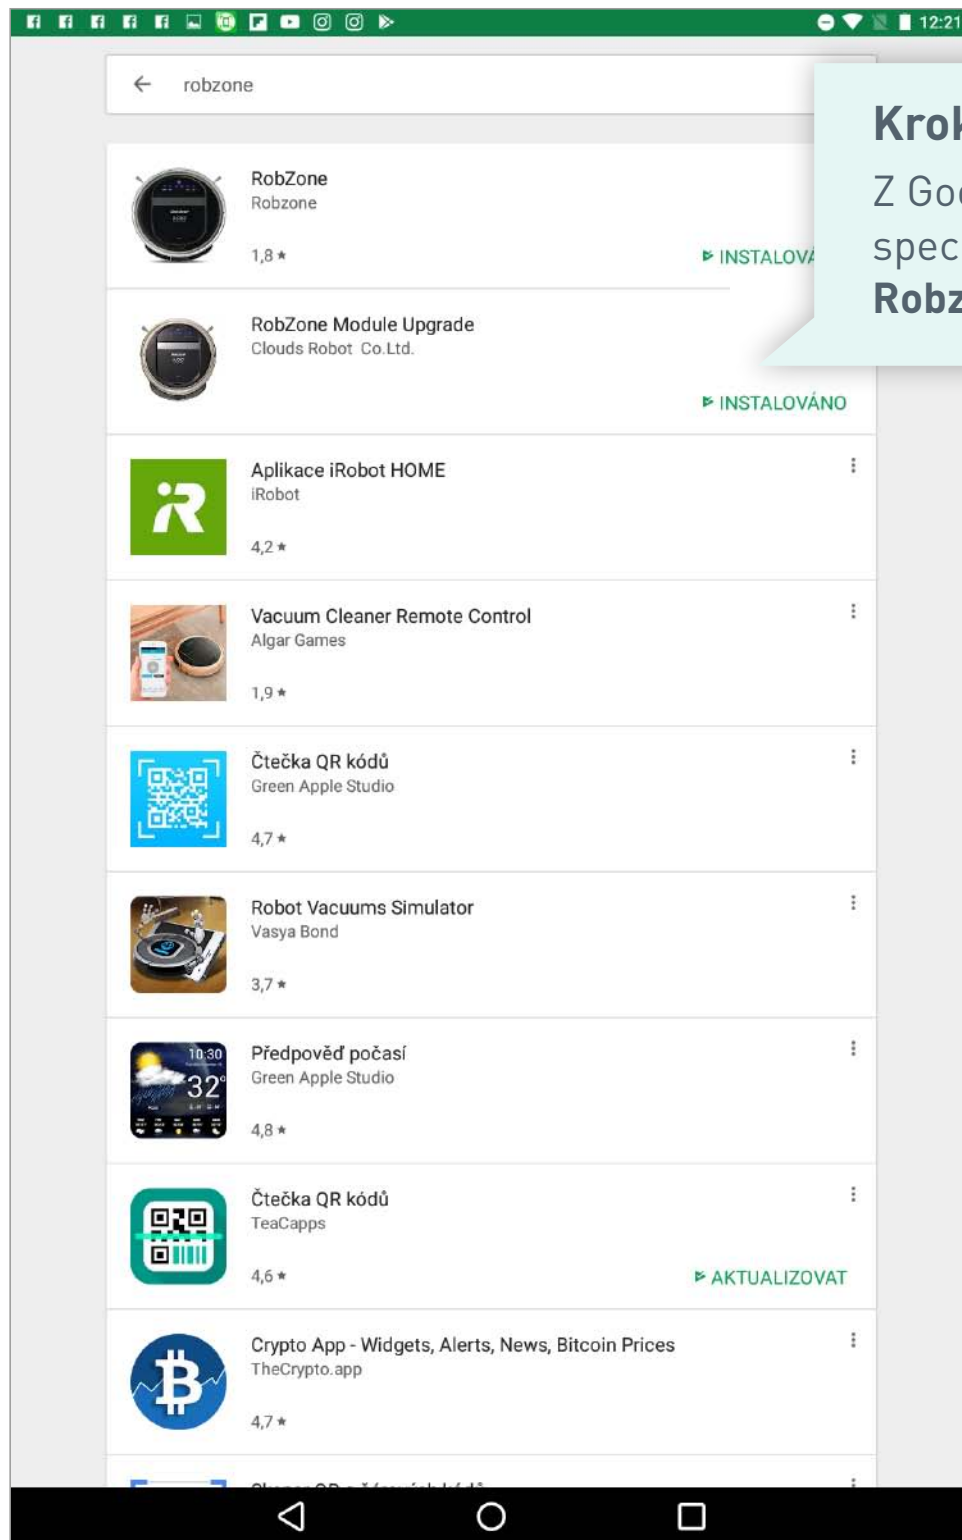 12:21
robzone
RobZone
Robzone
1,8 ★
INSTALOVÁ
RobZone Module Upgrade
Clouds Robot Co.Ltd.
INSTALOVÁNO
Aplikace iRobot HOME
iRobot
4,2 ★
Vacuum Cleaner Remote Control
Algar Games
1,9 ★
Čtečka QR kódů
Green Apple Studio
4,7 ★
Robot Vacuums Simulator
Vasya Bond
3,7 ★
10:30
32°
Předpověď počasí
Green Apple Studio
4,8 ★
Čtečka QR kódů
TeaCapps
4,6 ★
AKTUALIZOVAT
Crypto App - Widgets, Alerts, News, Bitcoin Prices
TheCrypto.app
4,7 ★
Krok
Z Goo
spec
Robz